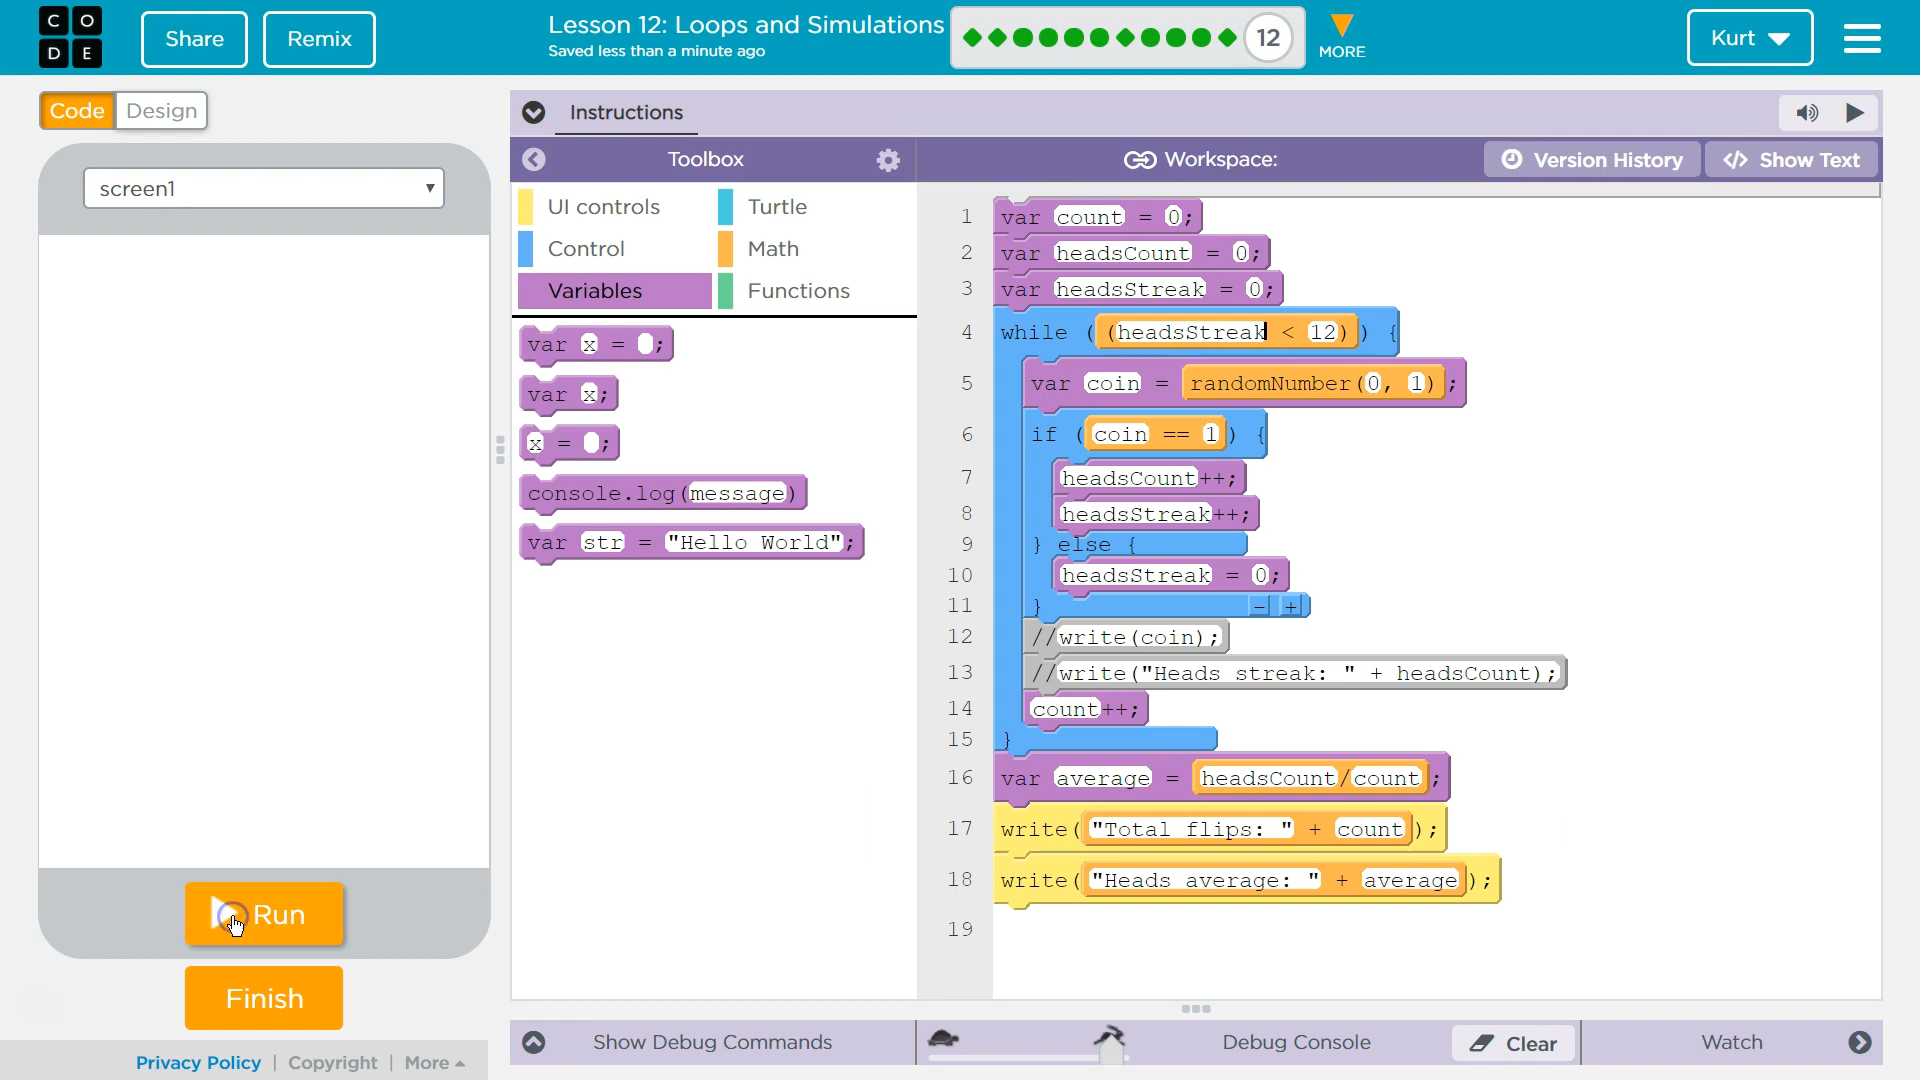 C O
D E
Share
Remix
Lesson 12: Loops and Simulations
Saved less than a minute ago
12
MORE
Kurt
Code
Design
Instructions
screen1
Toolbox
Workspace:
Version History
</> Show Text
UI controls
Turtle
Control
Math
Variables
Functions
var x = ;
var x;
x = ;
console.log(message)
var str = "Hello World";
1 var count = 0;
2 var headsCount = 0;
3 var headsStreak = 0;
4 while ( (headsStreak < 12) ) {
5 var coin = randomNumber(0, 1);
6 if ( coin == 1 ) {
7 headsCount++;
8 headsStreak++;
9 } else {
10 headsStreak = 0;
11 } - +
12 //write(coin);
13 //write("Heads streak: " + headsCount);
14 count++;
15 }
16 var average = headsCount/count;
17 write("Total flips: " + count);
18 write("Heads average: " + average);
19
Run
Finish
Privacy Policy | Copyright | More
Show Debug Commands
Debug Console
Clear
Watch